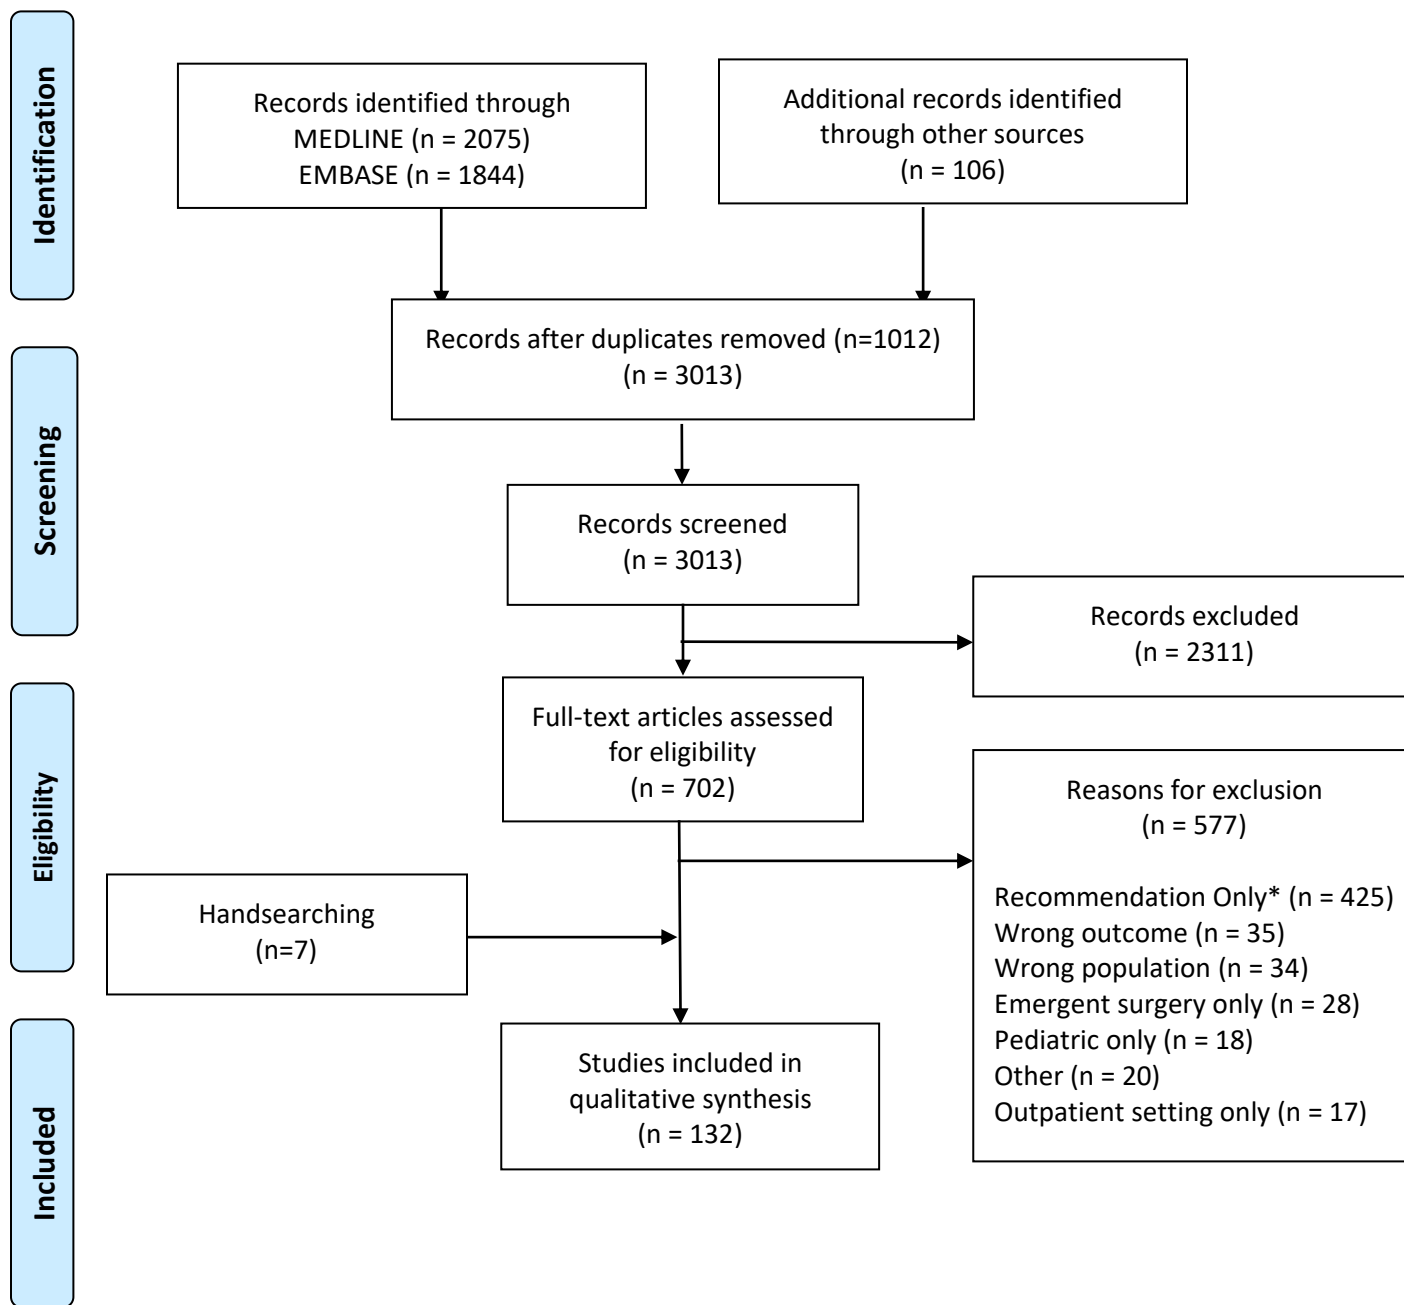 Identification
Records identified through
MEDLINE (n = 2075)
EMBASE (n = 1844)
Additional records identified
through other sources
(n = 106)
Records after duplicates removed (n=1012)
(n = 3013)
Screening
Records screened
(n = 3013)
Records excluded
(n = 2311)
Eligibility
Full-text articles assessed
for eligibility
(n = 702)
Reasons for exclusion
(n = 577)
Recommendation Only* (n = 425)
Wrong outcome (n = 35)
Wrong population (n = 34)
Emergent surgery only (n = 28)
Pediatric only (n = 18)
Other (n = 20)
Outpatient setting only (n = 17)
Handsearching
(n=7)
Included
Studies included in
qualitative synthesis
(n = 132)